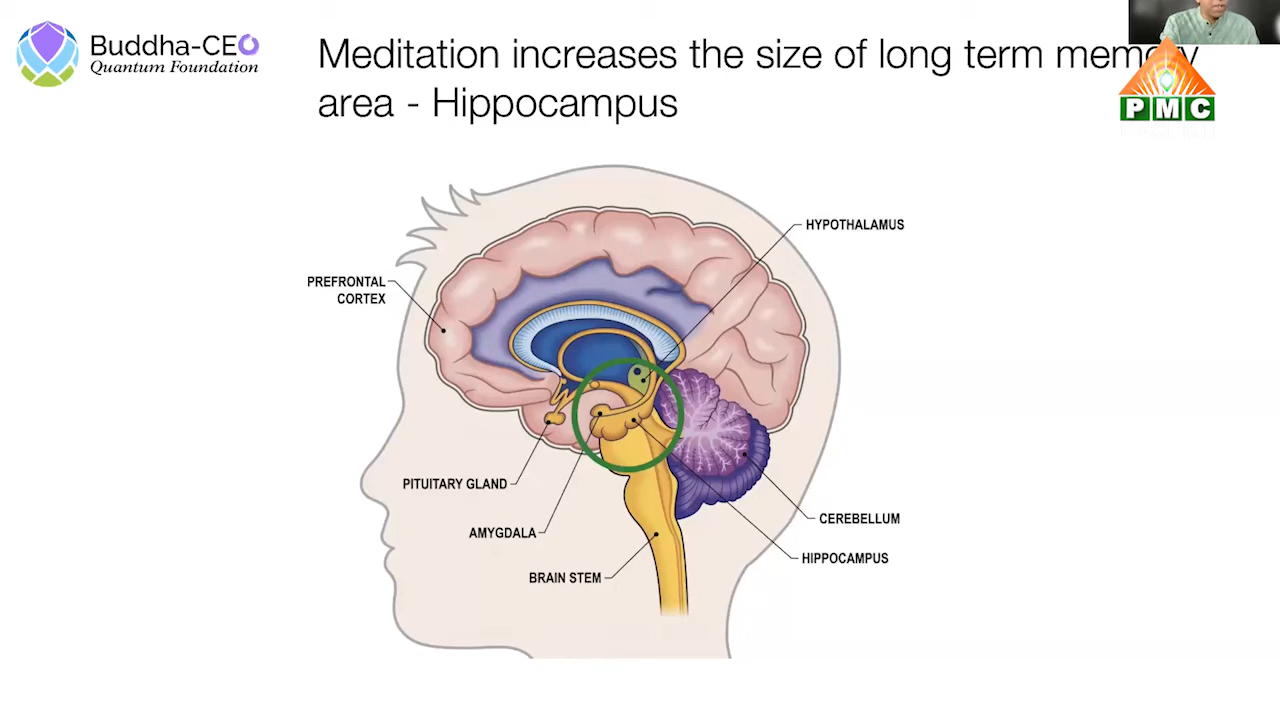 Buddha-CEO
Quantum Foundation
Meditation increases the size of long term memory
area - Hippocampus
PMC
HYPOTHALAMUS
PREFRONTAL
CORTEX
PITUITARY GLAND
AMYGDALA
CEREBELLUM
HIPPOCAMPUS
BRAIN STEM